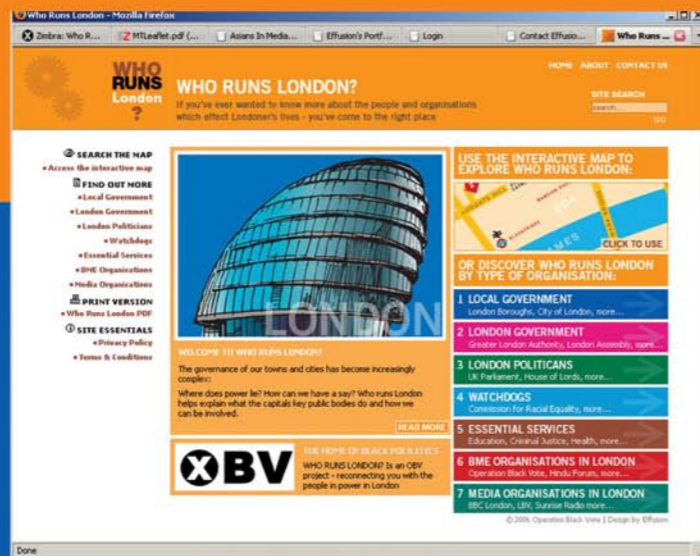 Who Runs London - Mozilla Firefox
Zimbra: Who R...
MTLeaflet.pdf (...
Asians In Media...
Effusion's Portf...
Login
Contact Effusio...
Who Runs ...
WHO
RUNS
London
?
WHO RUNS LONDON?
If you've ever wanted to know more about the people and organisations
which effect Londoner's lives - you've come to the right place
HOME ABOUT CONTACT US
SITE SEARCH
search...
GO
SEARCH THE MAP
Access the interactive map
FIND OUT MORE
Local Government
London Government
London Politicians
Watchdogs
Essential Services
BME Organisations
Media Organisations
PRINT VERSION
Who Runs London PDF
SITE ESSENTIALS
Privacy Policy
Terms & Conditions
LONDON
WELCOME TO WHO RUNS LONDON?
The governance of our towns and cities has become increasingly
complex:
Where does power lie? How can we have a say? Who runs London
helps explain what the capitals key public bodies do and how we
can be involved.
READ MORE
XBV
THE HOME OF BLACK POLILITICS
WHO RUNS LONDON? Is an OBV
project - reconnecting you with the
people in power in London
USE THE INTERACTIVE MAP TO
EXPLORE WHO RUNS LONDON:
CLICK TO USE
OR DISCOVER WHO RUNS LONDON
BY TYPE OF ORGANISATION:
1 LOCAL GOVERNMENT
London Boroughs, City of London, more...
2 LONDON GOVERNMENT
Greater London Authority, London Assembly, more...
3 LONDON POLITICANS
UK Parliament, House of Lords, more...
4 WATCHDOGS
Commission for Racial Equality, more...
5 ESSENTIAL SERVICES
Education, Criminal Justice, Health, more...
6 BME ORGANISATIONS IN LONDON
Operation Black Vote, Hindu Forum, more...
7 MEDIA ORGANISATIONS IN LONDON
BBC London, LBV, Sunrise Radio more...
© 2006 Operation Black Vote | Design by Effusion
Done